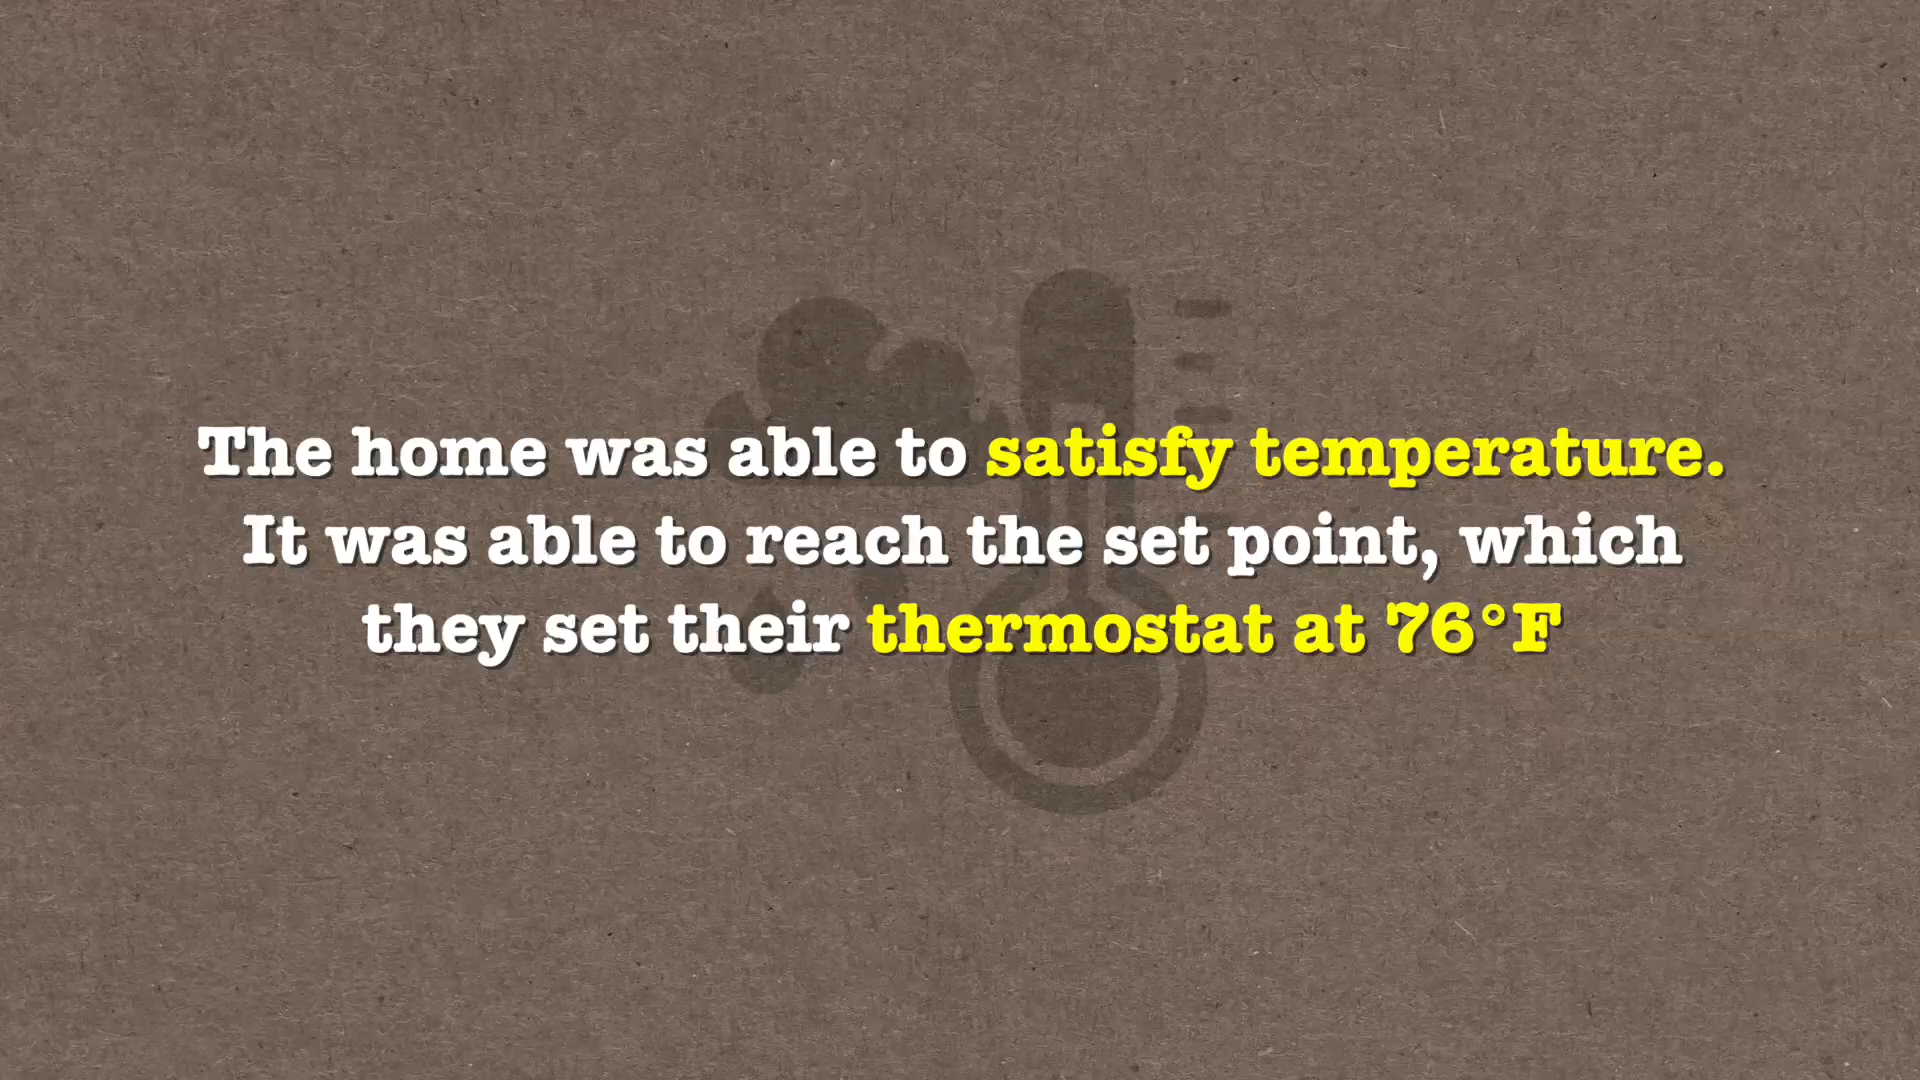 The home was able to satisfy temperature.
It was able to reach the set point, which
they set their thermostat at 76°F